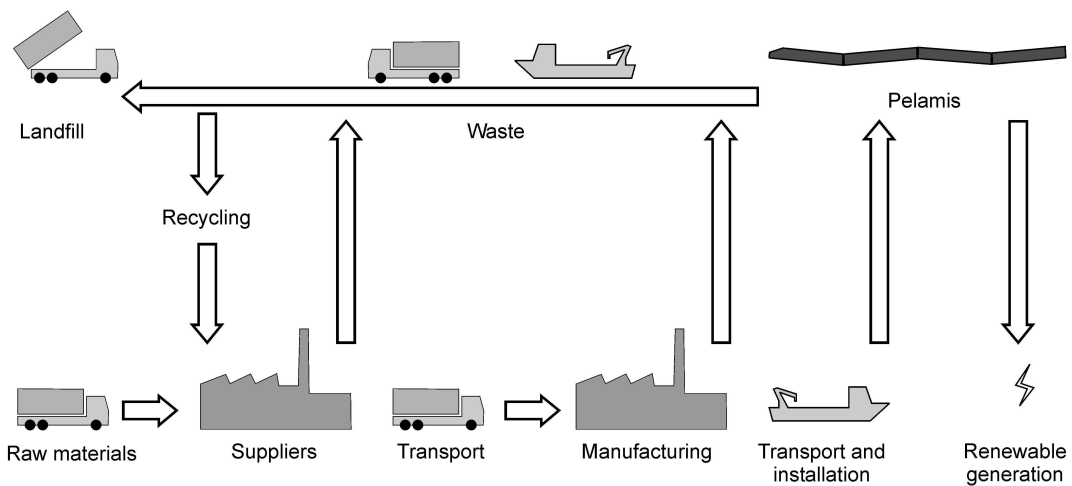 Landfill
Waste
Pelamis
Recycling
Raw materials
Suppliers
Transport
Manufacturing
Transport and
installation
Renewable
generation